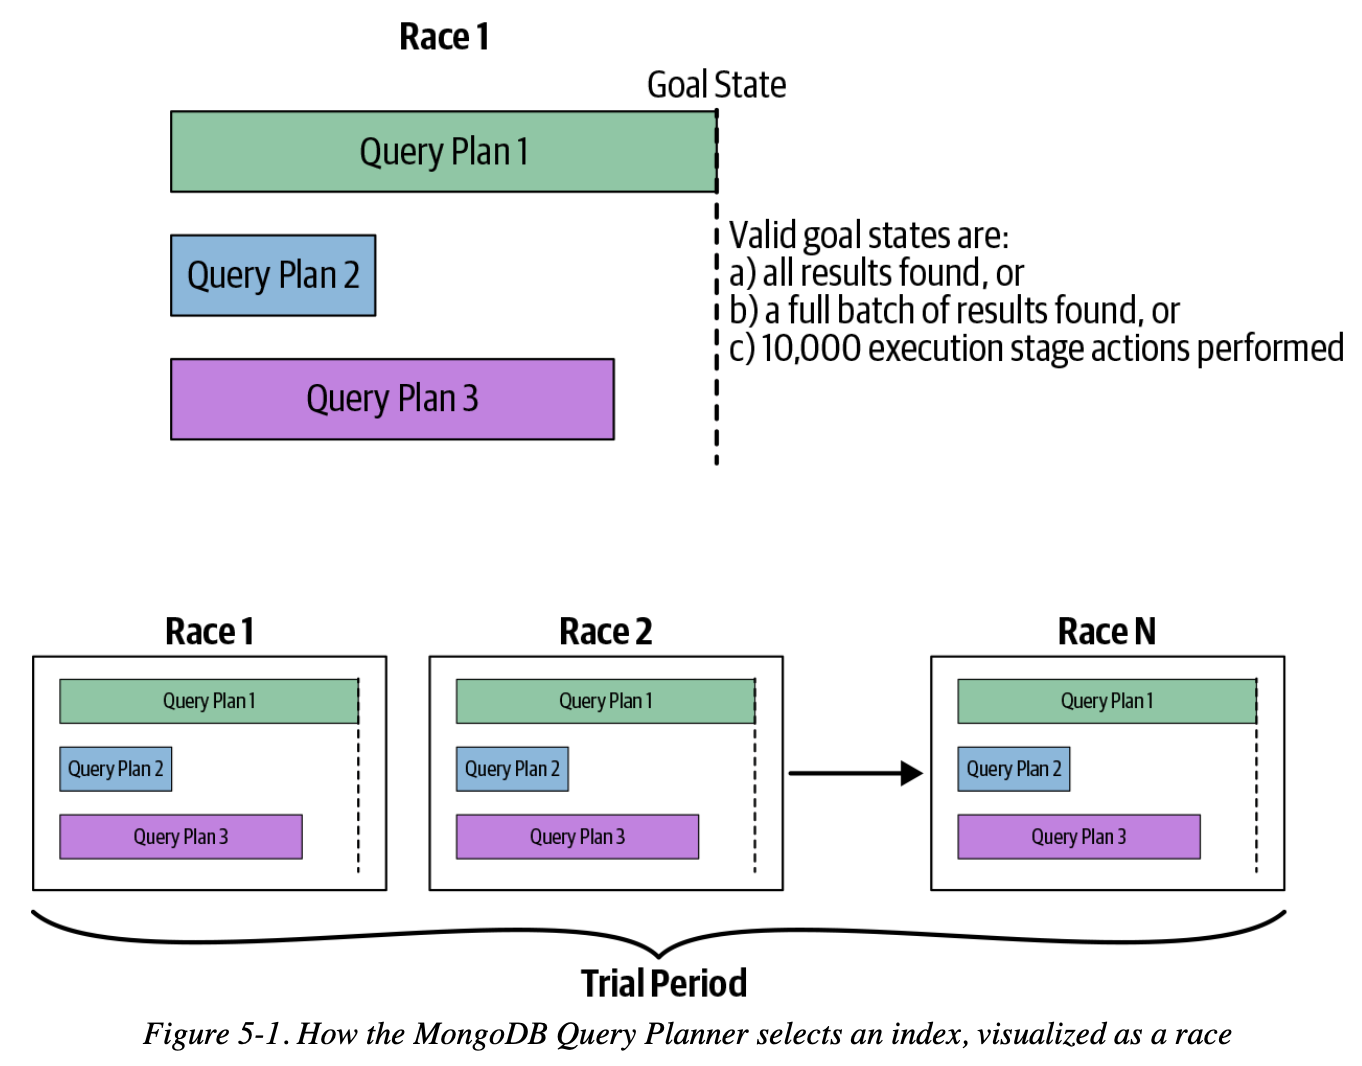 Race 1
Goal State
Query Plan 1
Query Plan 2
Query Plan 3
Valid goal states are:
a) all results found, or
b) a full batch of results found, or
c) 10,000 execution stage actions performed
Race 1
Query Plan 1
Query Plan 2
Query Plan 3
Race 2
Query Plan 1
Query Plan 2
Query Plan 3
Race N
Query Plan 1
Query Plan 2
Query Plan 3
Trial Period
Figure 5-1. How the MongoDB Query Planner selects an index, visualized as a race